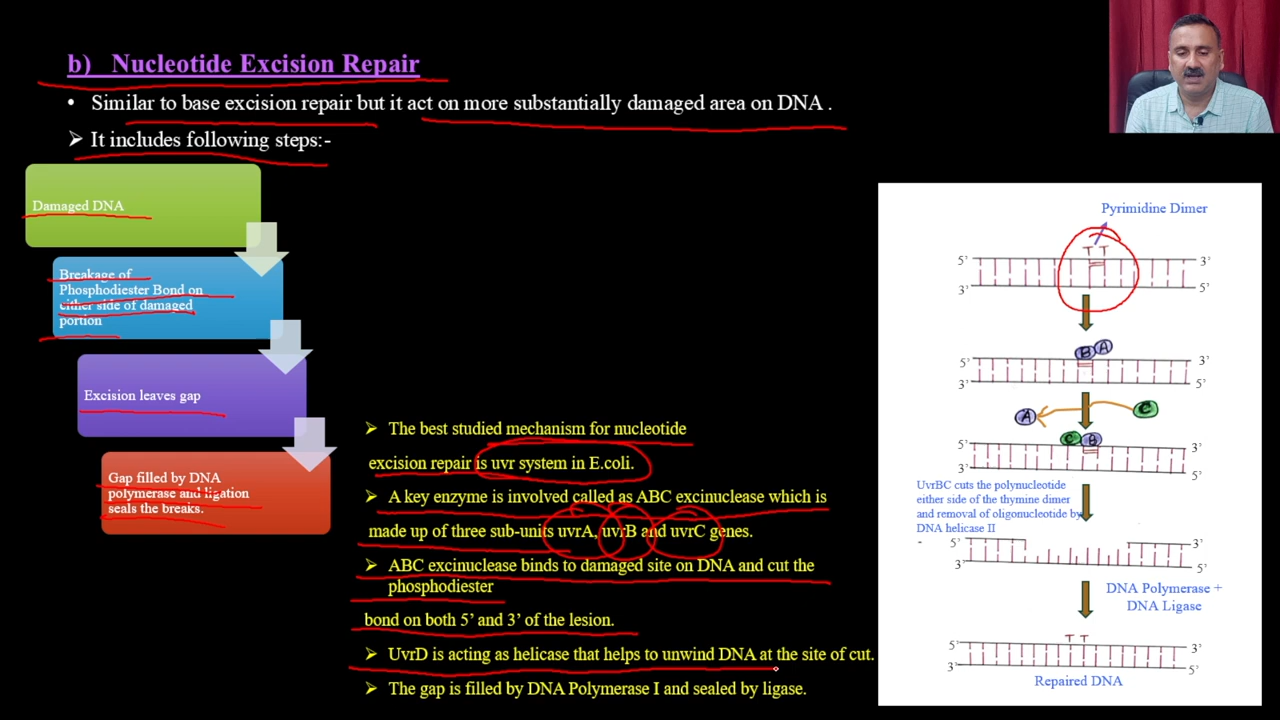 b) Nucleotide Excision Repair
• Similar to base excision repair but it act on more substantially damaged area on DNA .
➢ It includes following steps:-
Damaged DNA
Breakage of
Phosphodiester Bond on
either side of damaged
portion
Excision leaves gap
Gap filled by DNA
polymerase and ligation
seals the breaks.
➢ The best studied mechanism for nucleotide
excision repair is uvr system in E.coli.
➢ A key enzyme is involved called as ABC excinuclease which is
made up of three sub-units uvrA, uvrB and uvrC genes.
➢ ABC excinuclease binds to damaged site on DNA and cut the
phosphodiester
bond on both 5’ and 3’ of the lesion.
➢ UvrD is acting as helicase that helps to unwind DNA at the site of cut.
➢ The gap is filled by DNA Polymerase I and sealed by ligase.
Pyrimidine Dimer
T T
5’ 3’
3’ 5’
B A
5’ 3’
3’ 5’
A C
C B
5’ 3’
3’ 5’
UvrBC cuts the polynucleotide
either side of the thymine dimer
and removal of oligonucleotide by
DNA helicase II
-
5’ 3’
3’ 5’
DNA Polymerase +
DNA Ligase
T T
5’ 3’
3’ 5’
Repaired DNA